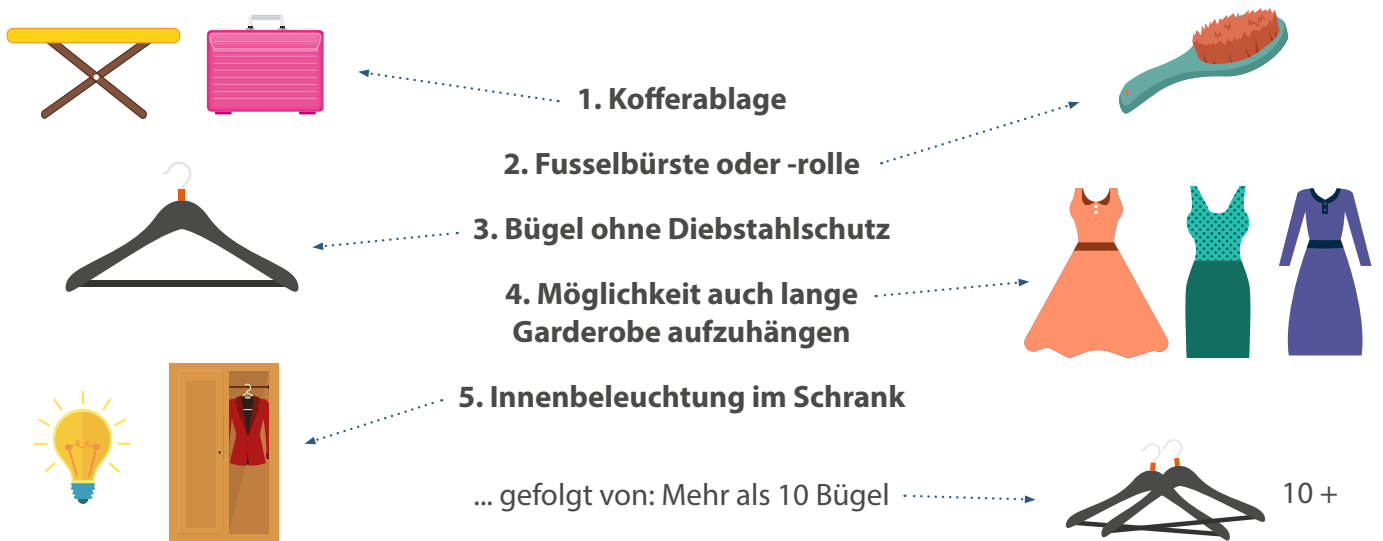 1. Kofferablage
2. Fusselbürste oder -rolle
3. Bügel ohne Diebstahlschutz
4. Möglichkeit auch lange
Garderobe aufzuhängen
5. Innenbeleuchtung im Schrank
... gefolgt von: Mehr als 10 Bügel
10 +